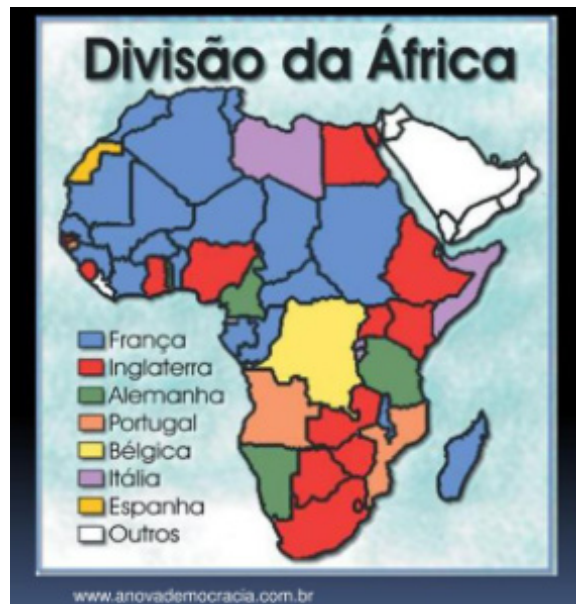 Divisão da África
França
Inglaterra
Alemanha
Portugal
Bélgica
Itália
Espanha
Outros
www.anovademocracia.com.br